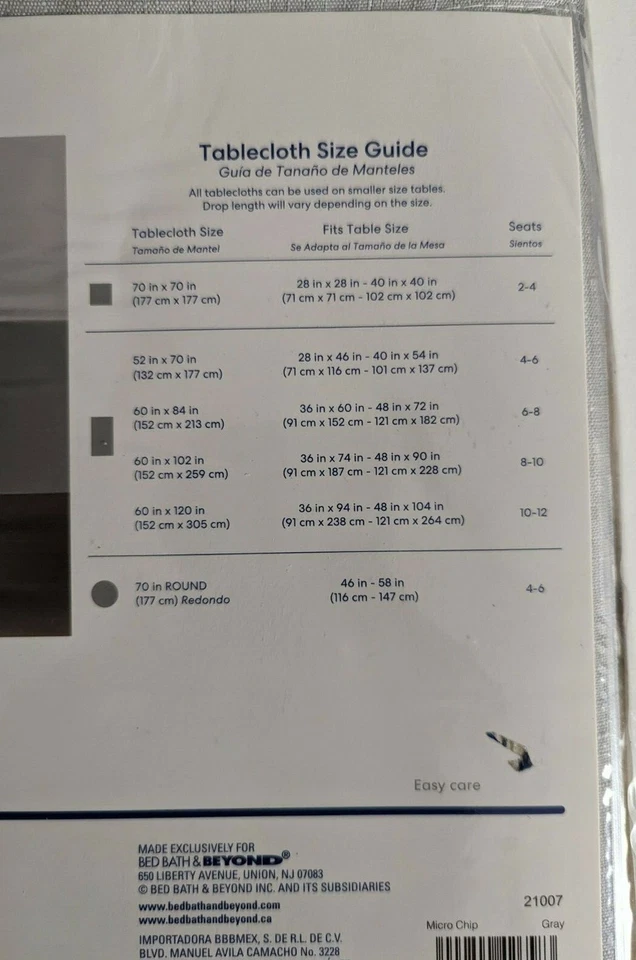 Tablecloth Size Guide
Guía de Tanaño de Manteles
All tablecloths can be used on smaller size tables.
Drop length will vary depending on the size.
Tablecloth Size Fits Table Size Seats
Tamaño de Mantel Se Adapta al Tamaño de la Mesa Sientos
70 in x 70 in 28 in x 28 in - 40 in x 40 in 2-4
(177 cm x 177 cm) (71 cm x 71 cm - 102 cm x 102 cm)
52 in x 70 in 28 in x 46 in - 40 in x 54 in 4-6
(132 cm x 177 cm) (71 cm x 116 cm - 101 cm x 137 cm)
60 in x 84 in 36 in x 60 in - 48 in x 72 in 6-8
(152 cm x 213 cm) (91 cm x 152 cm - 121 cm x 182 cm)
60 in x 102 in 36 in x 74 in - 48 in x 90 in 8-10
(152 cm x 259 cm) (91 cm x 187 cm - 121 cm x 228 cm)
60 in x 120 in 36 in x 94 in - 48 in x 104 in 10-12
(152 cm x 305 cm) (91 cm x 238 cm - 121 cm x 264 cm)
70 in ROUND 46 in - 58 in 4-6
(177 cm) Redondo (116 cm - 147 cm)
Easy care
MADE EXCLUSIVELY FOR
BED BATH & BEYOND®
650 LIBERTY AVENUE, UNION, NJ 07083
© BED BATH & BEYOND INC. AND ITS SUBSIDIARIES
www.bedbathandbeyond.com
www.bedbathandbeyond.ca
IMPORTADORA BBBMEX, S. DE R.L. DE C.V.
BLVD. MANUEL AVILA CAMACHO No. 3228
21007
Micro Chip Gray